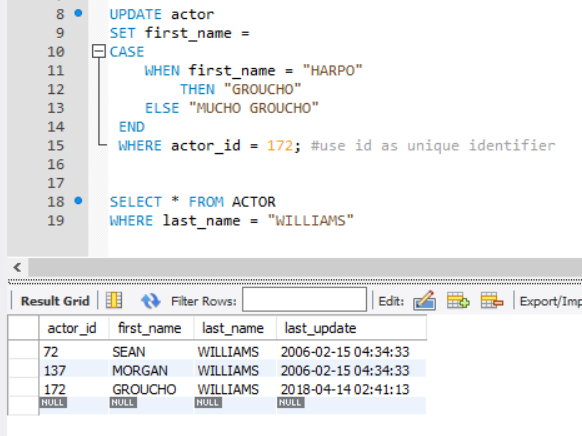 8 UPDATE actor
9 SET first_name =
10 CASE
11 WHEN first_name = "HARPO"
12 THEN "GROUCHO"
13 ELSE "MUCHO GROUCHO"
14 END
15 WHERE actor_id = 172; #use id as unique identifier
16
17
18 SELECT * FROM ACTOR
19 WHERE last_name = "WILLIAMS"
Result Grid Filter Rows: Edit: Export/Imp
actor_id first_name last_name last_update
72 SEAN WILLIAMS 2006-02-15 04:34:33
137 MORGAN WILLIAMS 2006-02-15 04:34:33
172 GROUCHO WILLIAMS 2018-04-14 02:41:13
NULL NULL NULL NULL